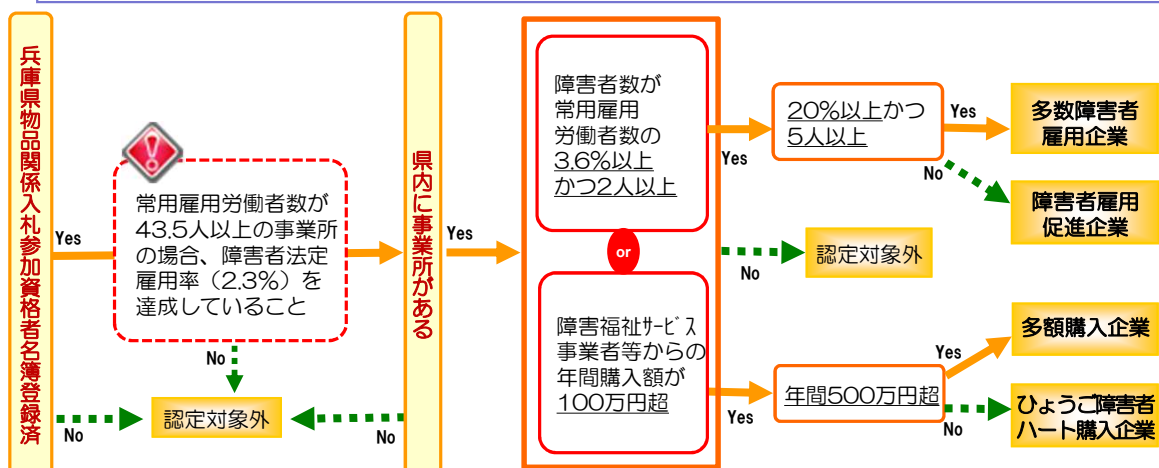 兵庫県物品関係入札参加資格者名簿登録済
Yes
No
常用雇用労働者数が
43.5人以上の事業所
の場合、障害者法定
雇用率（2.3%）を
達成していること
No
認定対象外
県内に事業所がある
Yes
No
障害者数が
常用雇用
労働者数の
3.6%以上
かつ2人以上
or
障害福祉サービス
事業者等からの
年間購入額が
100万円超
Yes
20%以上かつ
5人以上
Yes
多数障害者
雇用企業
No
障害者雇用
促進企業
No
認定対象外
Yes
年間500万円超
Yes
多額購入企業
No
ひょうご障害者
ハート購入企業